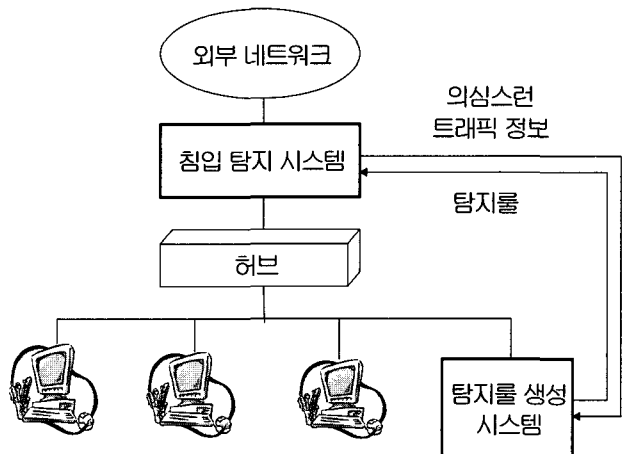 외부 네트워크
의심스런
트래픽 정보
침입 탐지 시스템
탐지룰
허브
탐지룰 생성
시스템